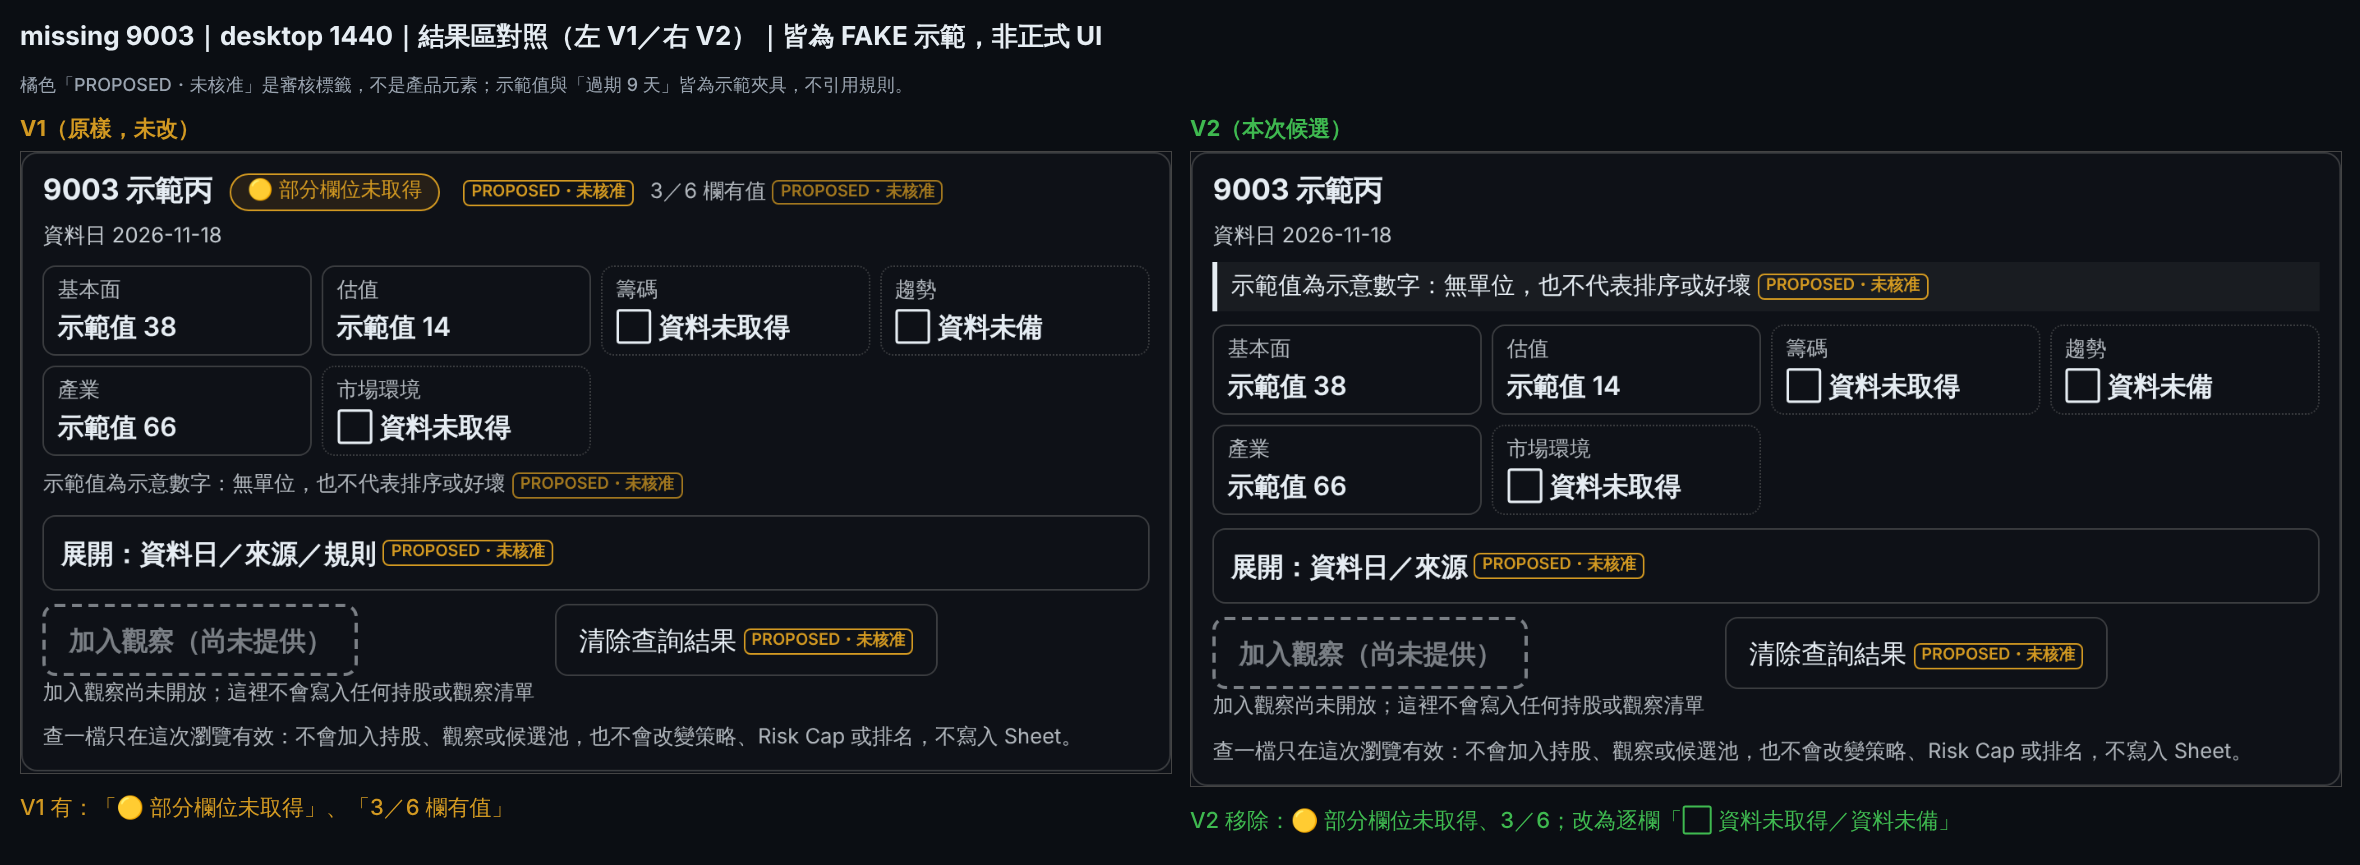 missing 9003｜desktop 1440｜結果區對照（左 V1／右 V2）｜皆為 FAKE 示範，非正式 UI
橘色「PROPOSED・未核准」是審核標籤，不是產品元素；示範值與「過期 9 天」皆為示範夾具，不引用規則。
V1（原樣，未改）
9003 示範丙 🟡 部分欄位未取得 PROPOSED・未核准 3／6 欄有值 PROPOSED・未核准
資料日 2026-11-18
基本面
示範值 38
估值
示範值 14
籌碼
⬜ 資料未取得
趨勢
⬜ 資料未備
產業
示範值 66
市場環境
⬜ 資料未取得
示範值為示意數字：無單位，也不代表排序或好壞 PROPOSED・未核准
展開：資料日／來源／規則 PROPOSED・未核准
加入觀察（尚未提供）
清除查詢結果 PROPOSED・未核准
加入觀察尚未開放；這裡不會寫入任何持股或觀察清單
查一檔只在這次瀏覽有效：不會加入持股、觀察或候選池，也不會改變策略、Risk Cap 或排名，不寫入 Sheet。
V1 有：「🟡 部分欄位未取得」、「3／6 欄有值」
V2（本次候選）
9003 示範丙
資料日 2026-11-18
示範值為示意數字：無單位，也不代表排序或好壞 PROPOSED・未核准
基本面
示範值 38
估值
示範值 14
籌碼
⬜ 資料未取得
趨勢
⬜ 資料未備
產業
示範值 66
市場環境
⬜ 資料未取得
展開：資料日／來源 PROPOSED・未核准
加入觀察（尚未提供）
清除查詢結果 PROPOSED・未核准
加入觀察尚未開放；這裡不會寫入任何持股或觀察清單
查一檔只在這次瀏覽有效：不會加入持股、觀察或候選池，也不會改變策略、Risk Cap 或排名，不寫入 Sheet。
V2 移除：🟡 部分欄位未取得、3／6；改為逐欄「⬜ 資料未取得／資料未備」